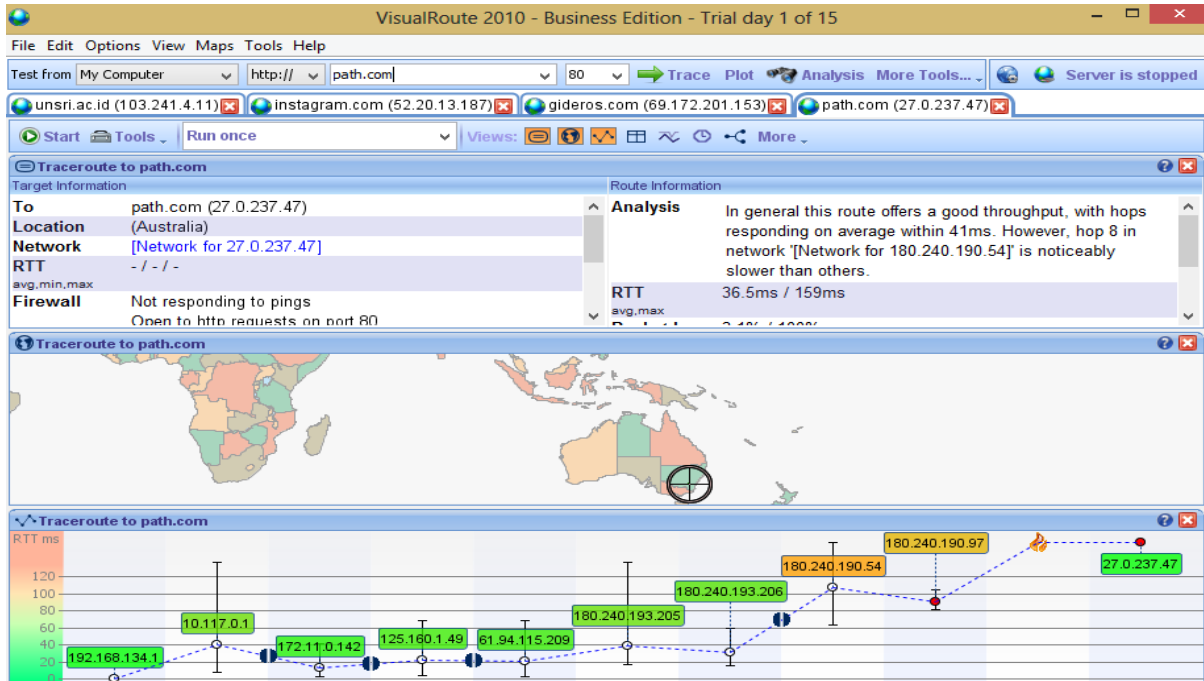 VisualRoute 2010 - Business Edition - Trial day 1 of 15
File Edit Options View Maps Tools Help
Test from My Computer http:// path.com 80 Trace Plot Analysis More Tools... Server is stopped
unsri.ac.id (103.241.4.11) instagram.com (52.20.13.187) gideros.com (69.172.201.153) path.com (27.0.237.47)
Start Tools Run once Views: More
Traceroute to path.com
Target Information Route Information
To path.com (27.0.237.47)
Location (Australia)
Network [Network for 27.0.237.47]
RTT - / - / -
avg,min,max
Firewall Not responding to pings
Open to http requests on port 80
Analysis In general this route offers a good throughput, with hops
responding on average within 41ms. However, hop 8 in
network '[Network for 180.240.190.54]' is noticeably
slower than others.
RTT 36.5ms / 159ms
avg,max
Traceroute to path.com
Traceroute to path.com
RTT ms
120
100
80
60
40
20
0
192.168.134.1
10.117.0.1
172.11.0.142
125.160.1.49
61.94.115.209
180.240.193.205
180.240.193.206
180.240.190.54
180.240.190.97
27.0.237.47